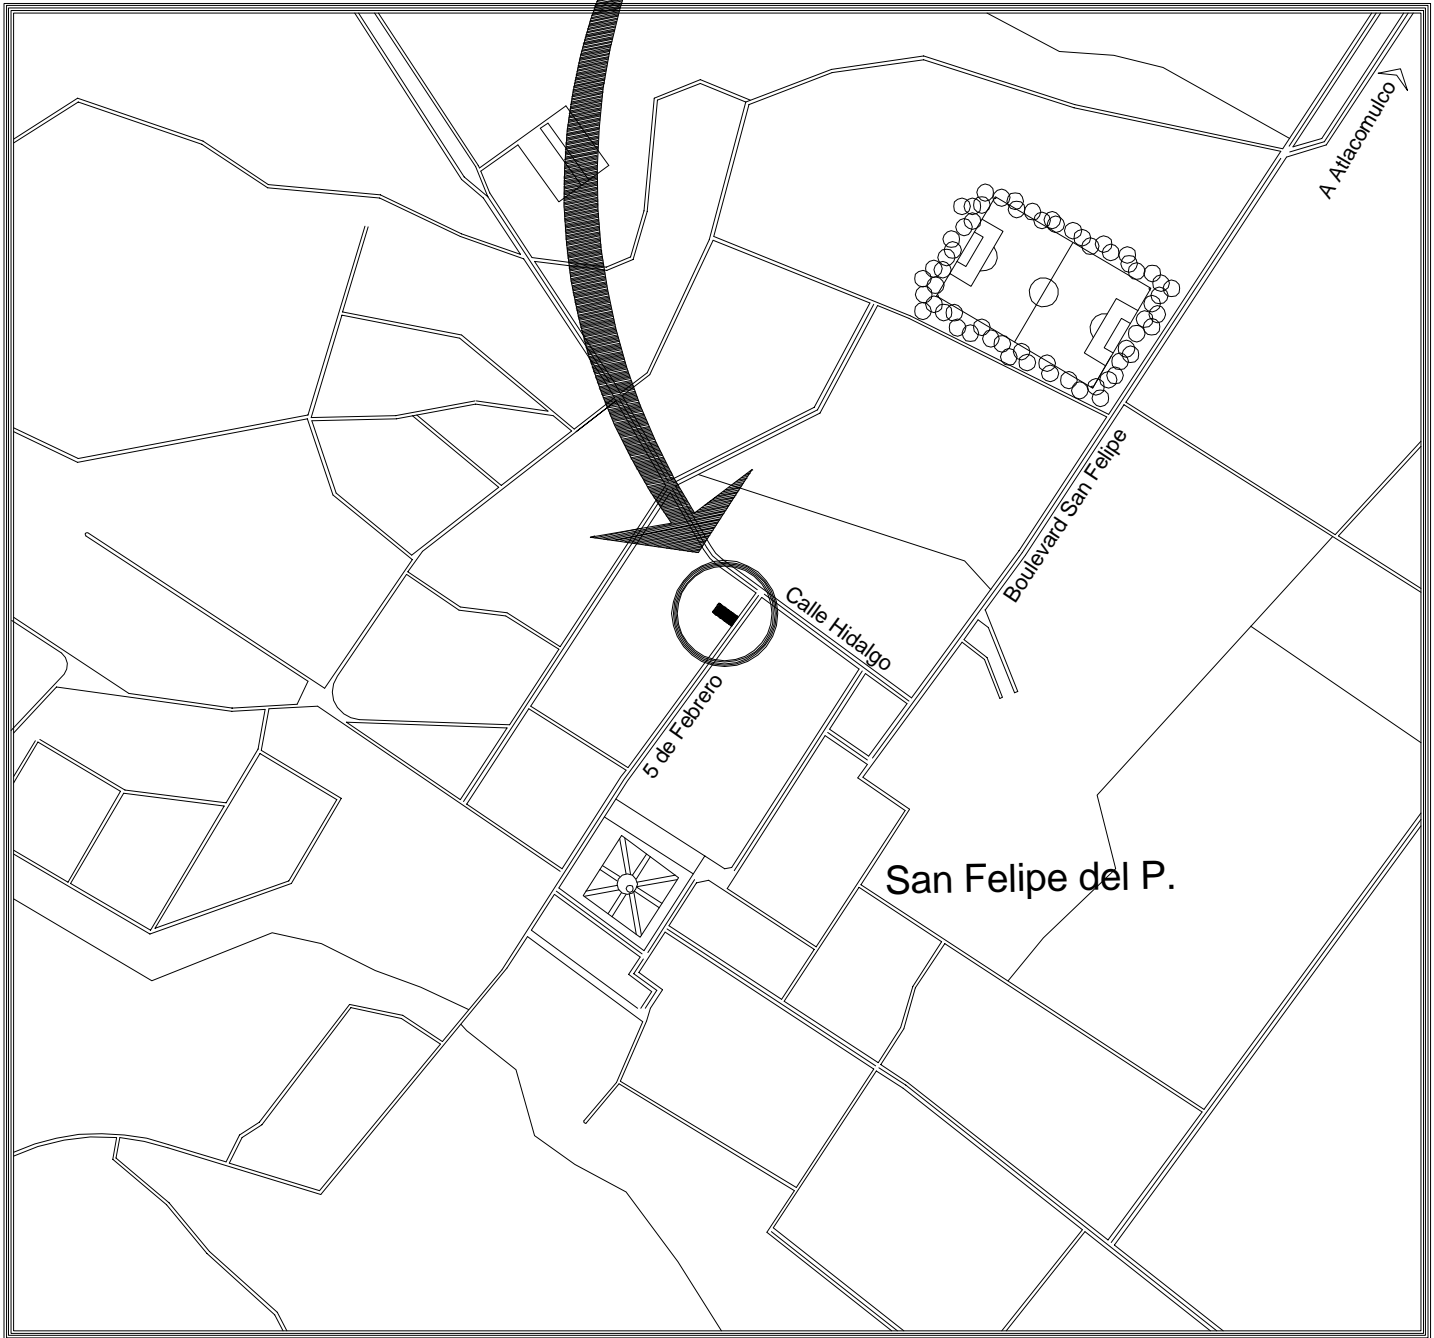 A Atlacomulco
Boulevard San Felipe
Calle Hidalgo
5 de Febrero
San Felipe del P.